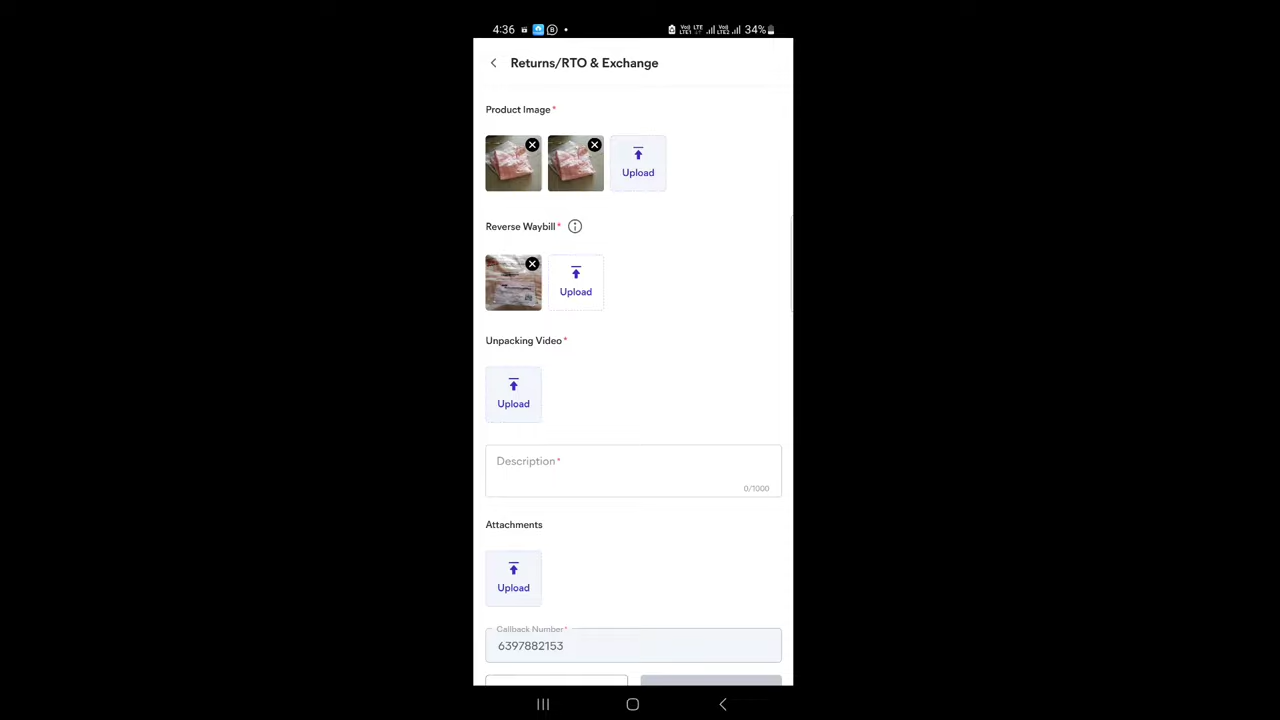 4:36
34%
Returns/RTO & Exchange
Product Image*
Upload
Reverse Waybill*
Upload
Unpacking Video*
Upload
Description*
0/1000
Attachments
Upload
Callback Number*
6397882153